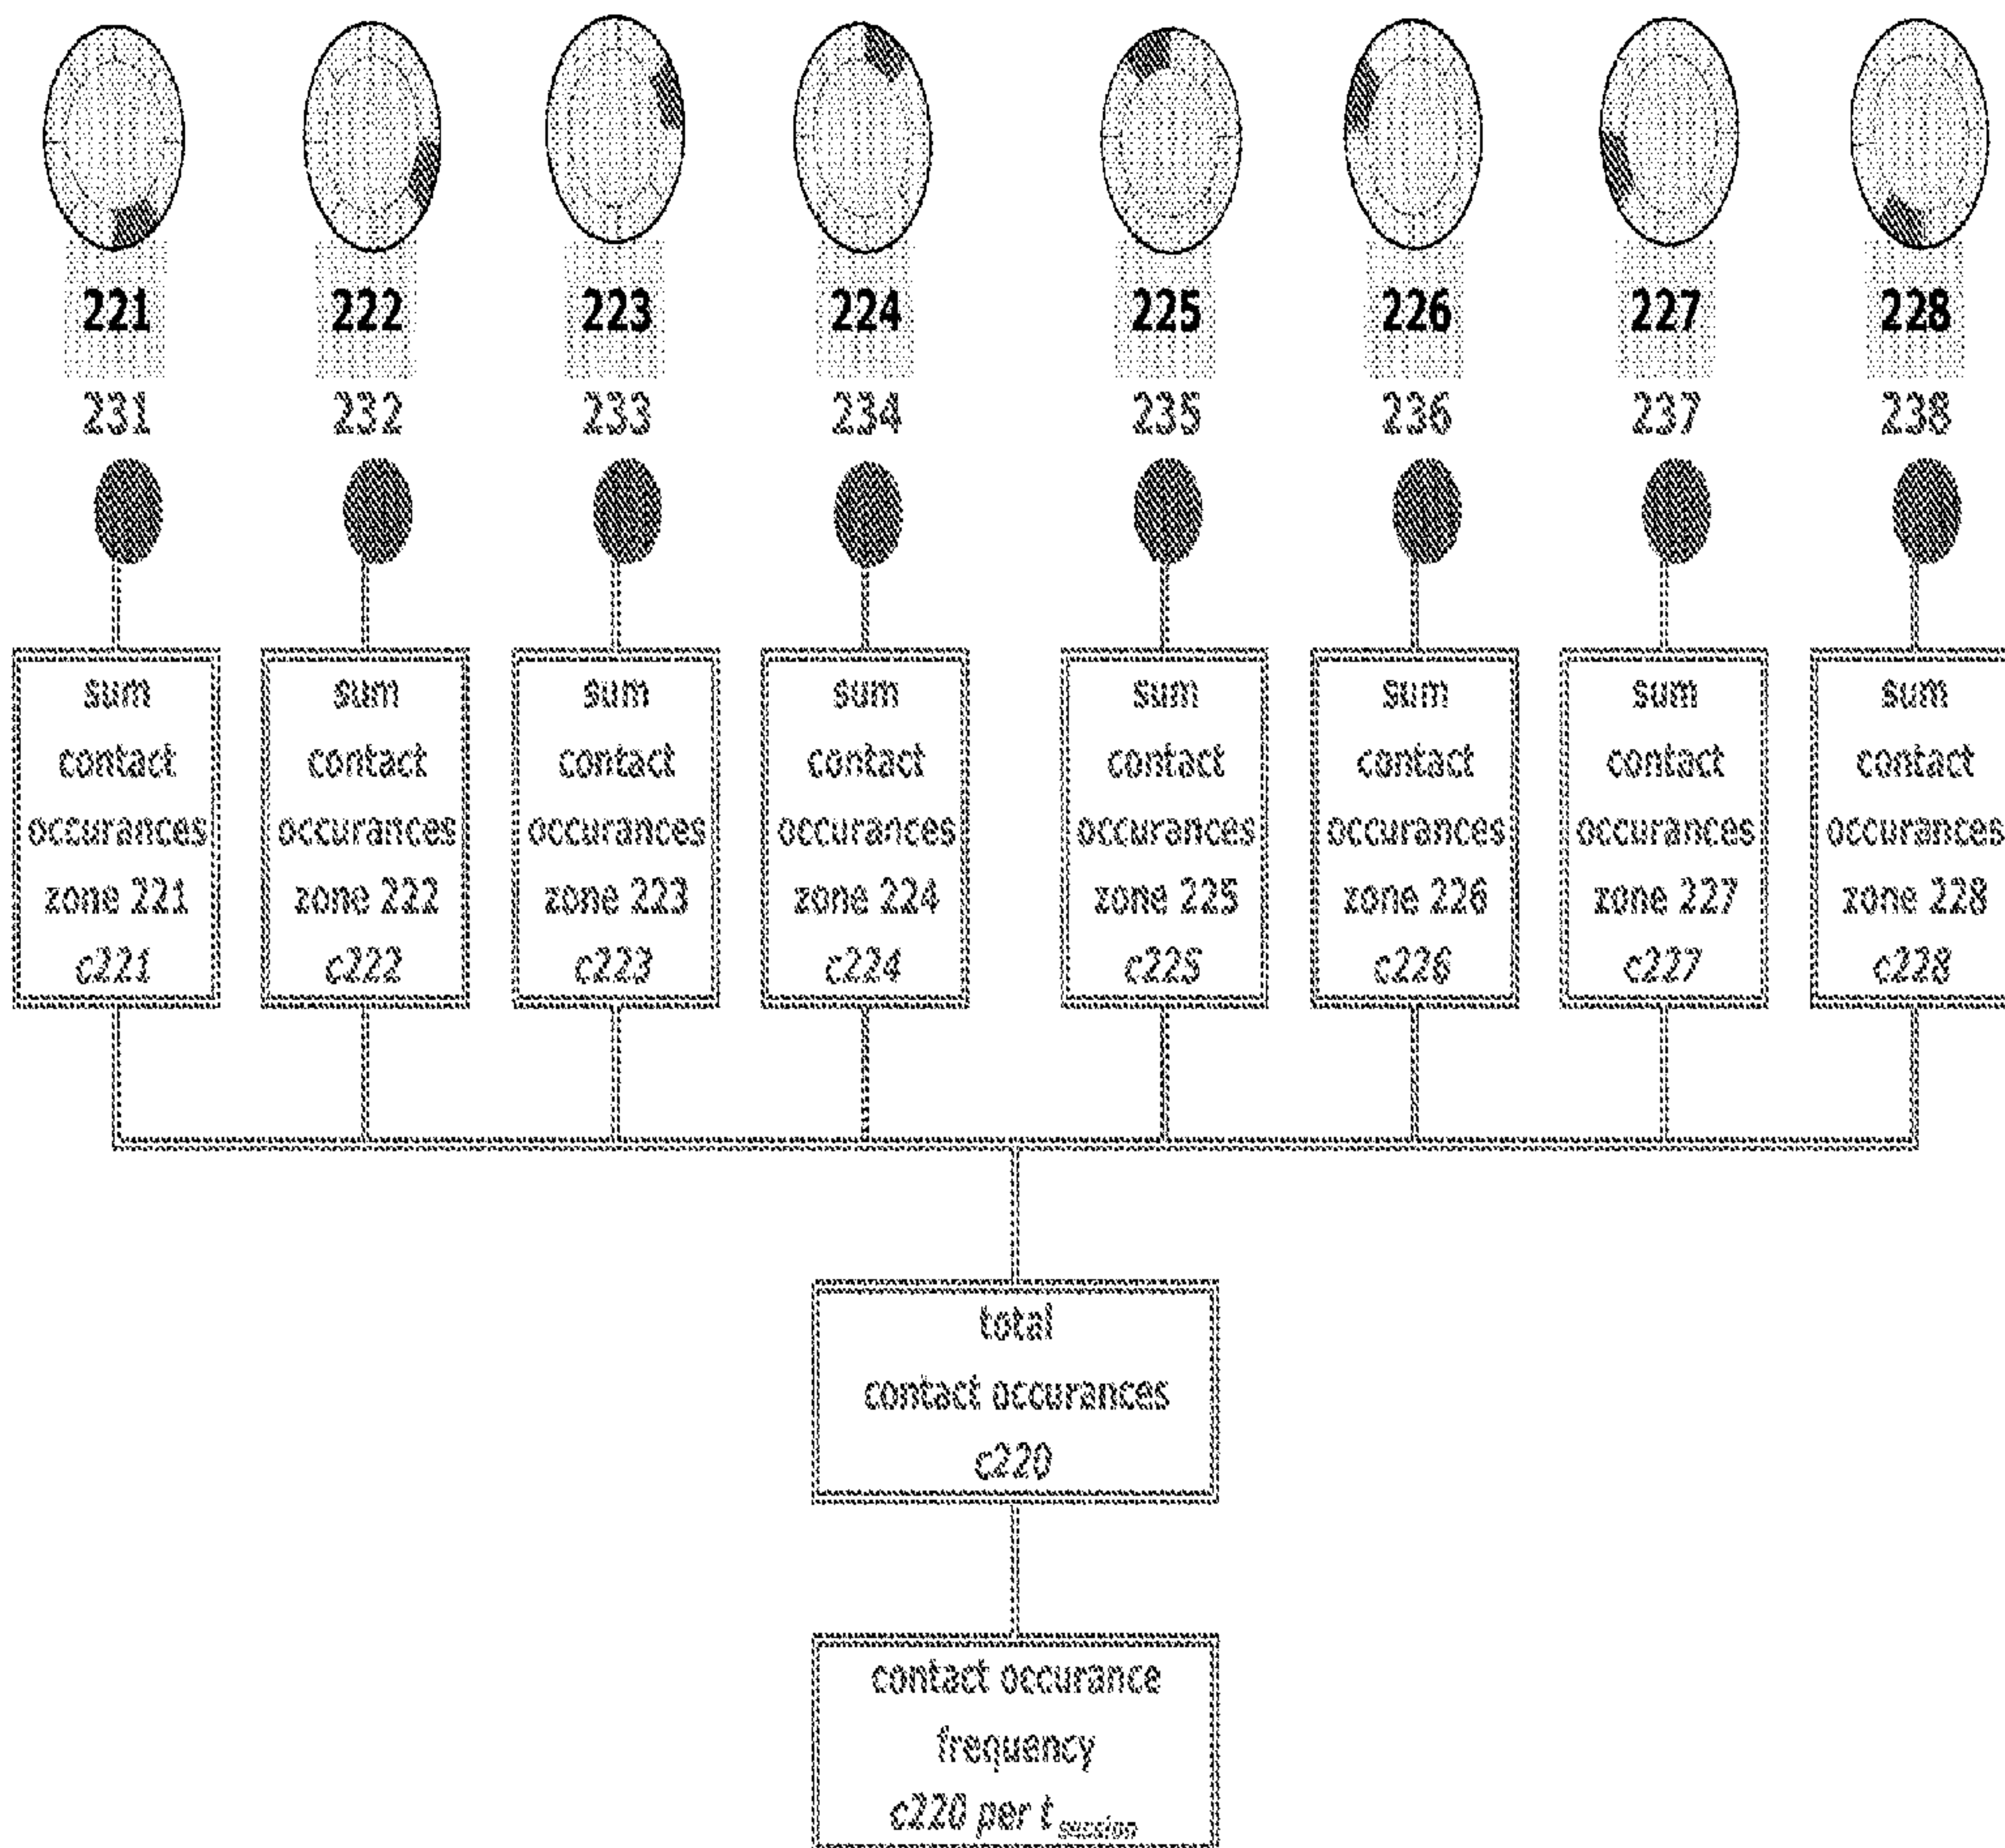 221 222 223 224 225 226 227 228
231 232 233 234 235 236 237 238
sum
contact
occurances
zone 221
c221
sum
contact
occurances
zone 222
c222
sum
contact
occurances
zone 223
c223
sum
contact
occurances
zone 224
c224
sum
contact
occurances
zone 225
c225
sum
contact
occurances
zone 226
c226
sum
contact
occurances
zone 227
c227
sum
contact
occurances
zone 228
c228
total
contact occurances
c220
contact occurance
frequency
c220 per t session